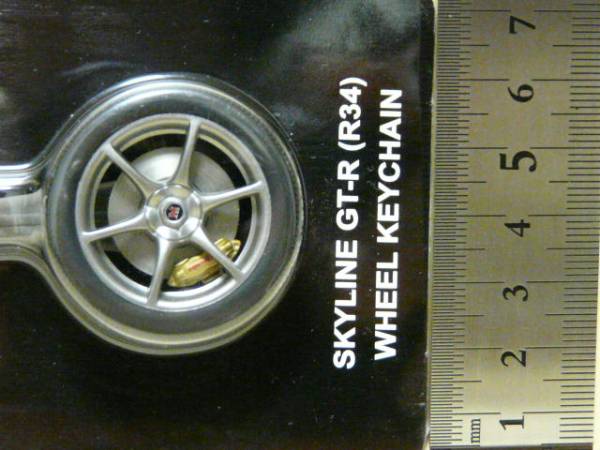 SKYLINE GT-R (R34)
WHEEL KEYCHAIN
mm 1 2 3 4 5 6 7